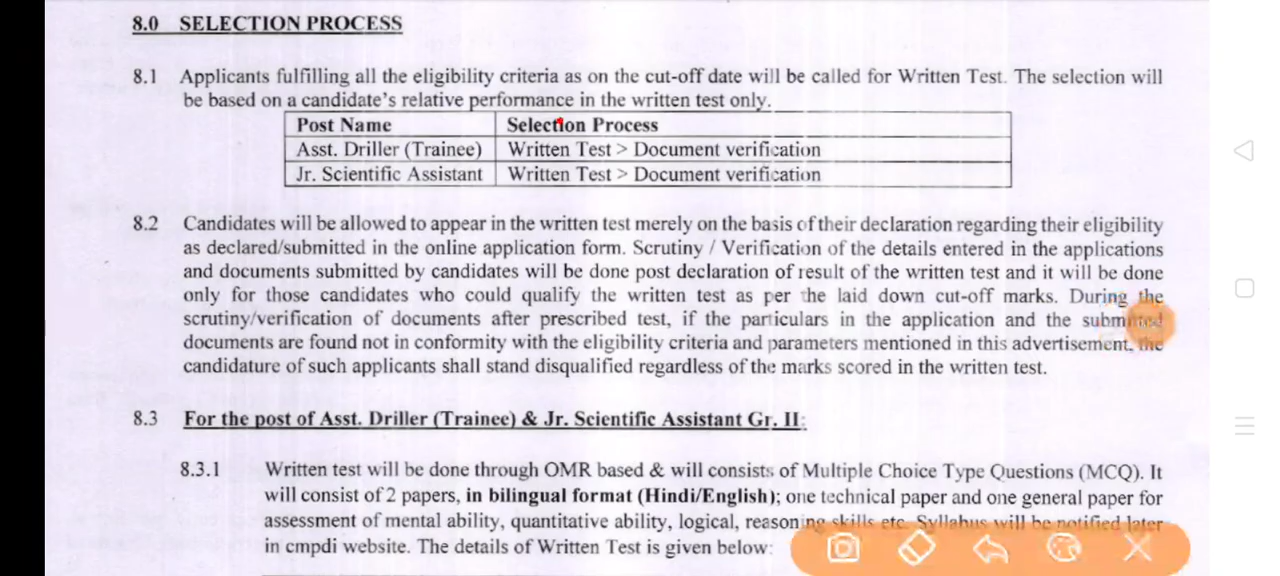 8.0 SELECTION PROCESS
8.1 Applicants fulfilling all the eligibility criteria as on the cut-off date will be called for Written Test. The selection will
be based on a candidate's relative performance in the written test only.
Post Name Selection Process
Asst. Driller (Trainee) Written Test > Document verification
Jr. Scientific Assistant Written Test > Document verification
8.2 Candidates will be allowed to appear in the written test merely on the basis of their declaration regarding their eligibility
as declared/submitted in the online application form. Scrutiny / Verification of the details entered in the applications
and documents submitted by candidates will be done post declaration of result of the written test and it will be done
only for those candidates who could qualify the written test as per the laid down cut-off marks. During the
scrutiny/verification of documents after prescribed test, if the particulars in the application and the submitted
documents are found not in conformity with the eligibility criteria and parameters mentioned in this advertisement, the
candidature of such applicants shall stand disqualified regardless of the marks scored in the written test.
8.3 For the post of Asst. Driller (Trainee) & Jr. Scientific Assistant Gr. II:
8.3.1 Written test will be done through OMR based & will consists of Multiple Choice Type Questions (MCQ). It
will consist of 2 papers, in bilingual format (Hindi/English); one technical paper and one general paper for
assessment of mental ability, quantitative ability, logical, reasoning skills etc. Syllabus will be notified later
in cmpdi website. The details of Written Test is given below: